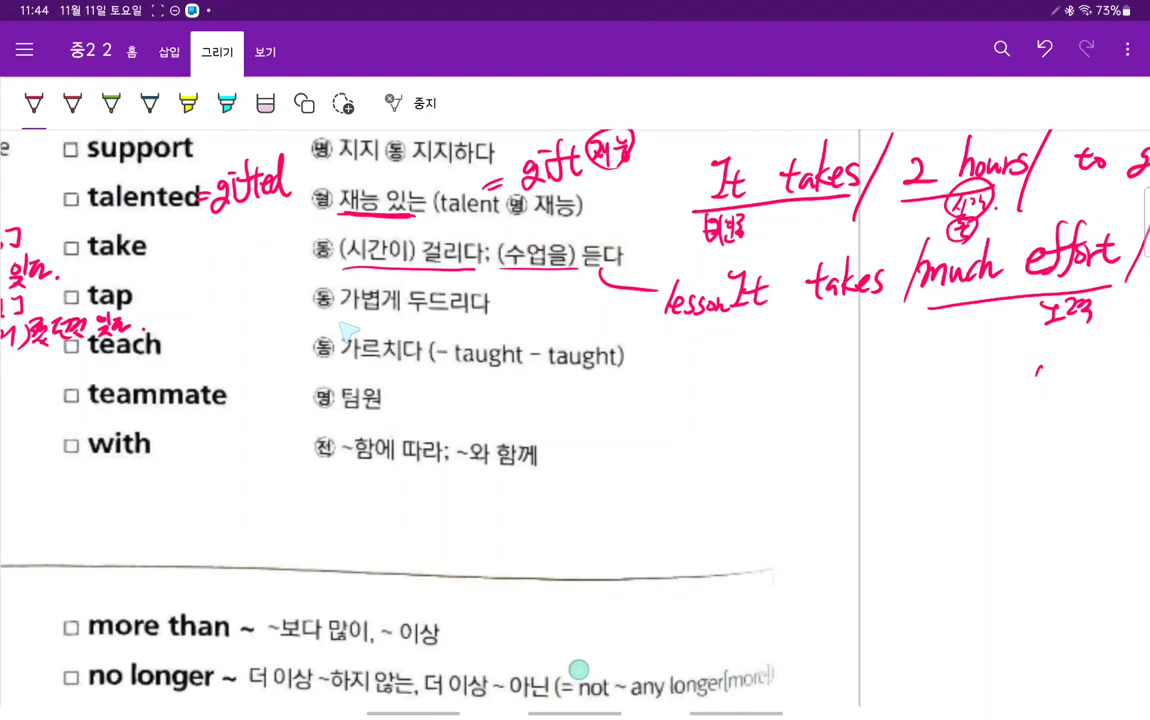 11:44 11월 11일 토요일 73%
중2 2 홈 삽입 그리기 보기
중지
e
support 명 지지 동 지지하다
talented =gifted 형 재능 있는 (talent 명 재능) = gift 재능
take 동 (시간이) 걸리다; (수업을) 듣다 lesson
tap 동 가볍게 두드리다
teach 동 가르치다 (– taught – taught)
teammate 명 팀원
with 전 ~함에 따라; ~와 함께
more than ~ ~보다 많이, ~ 이상
no longer ~ 더 이상 ~하지 않는, 더 이상 ~ 아닌 (= not ~ any longer[more])
It takes / 2 hours / to
시간
It takes / much effort /
노력